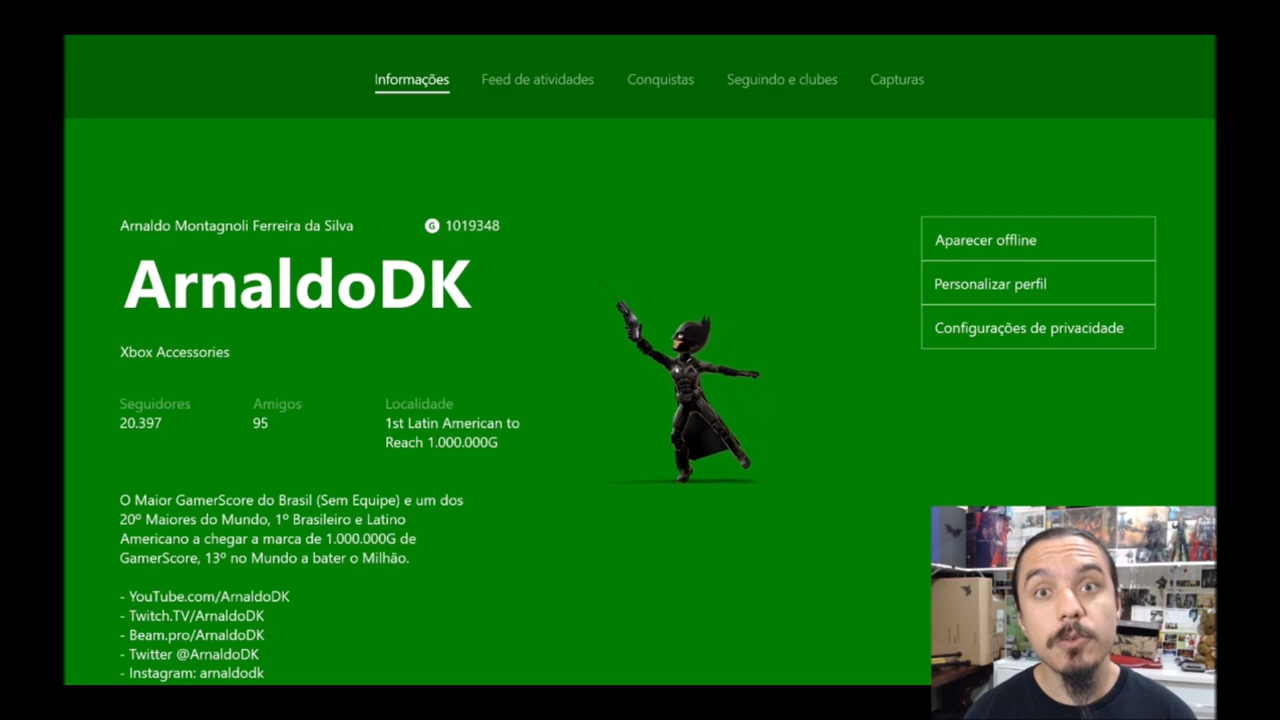 Informações
Feed de atividades
Conquistas
Seguindo e clubes
Capturas
Arnaldo Montagnoli Ferreira da Silva
G 1019348
ArnaldoDK
Xbox Accessories
Seguidores
20.397
Amigos
95
Localidade
1st Latin American to
Reach 1.000.000G
O Maior GamerScore do Brasil (Sem Equipe) e um dos
20º Maiores do Mundo, 1º Brasileiro e Latino
Americano a chegar a marca de 1.000.000G de
GamerScore, 13º no Mundo a bater o Milhão.
- YouTube.com/ArnaldoDK
- Twitch.TV/ArnaldoDK
- Beam.pro/ArnaldoDK
- Twitter @ArnaldoDK
- Instagram: arnaldodk
Aparecer offline
Personalizar perfil
Configurações de privacidade